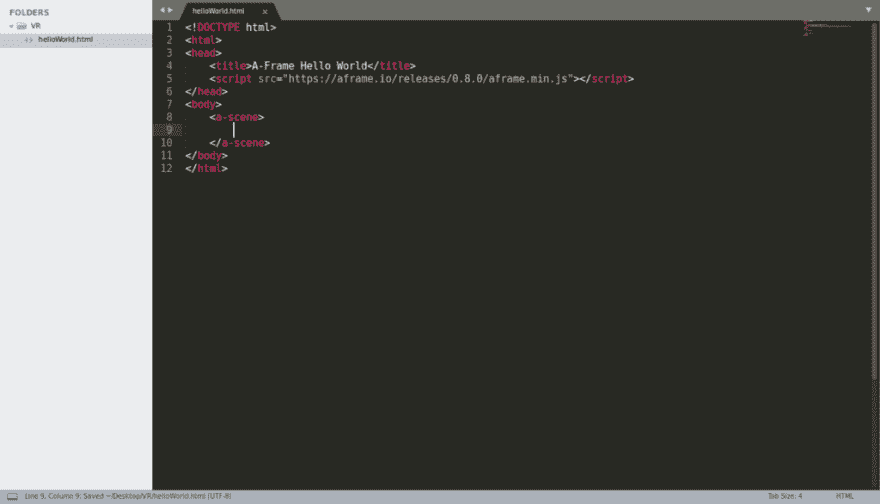 FOLDERS
VR
helloWorld.html
helloWorld.html ×
1 <!DOCTYPE html>
2 <html>
3 <head>
4     <title>A-Frame Hello World</title>
5     <script src="https://aframe.io/releases/0.8.0/aframe.min.js"></script>
6 </head>
7 <body>
8     <a-scene>
9
10     </a-scene>
11 </body>
12 </html>
Line 9, Column 9; Saved ~/Desktop/VR/helloWorld.html (UTF-8)
Tab Size: 4
HTML